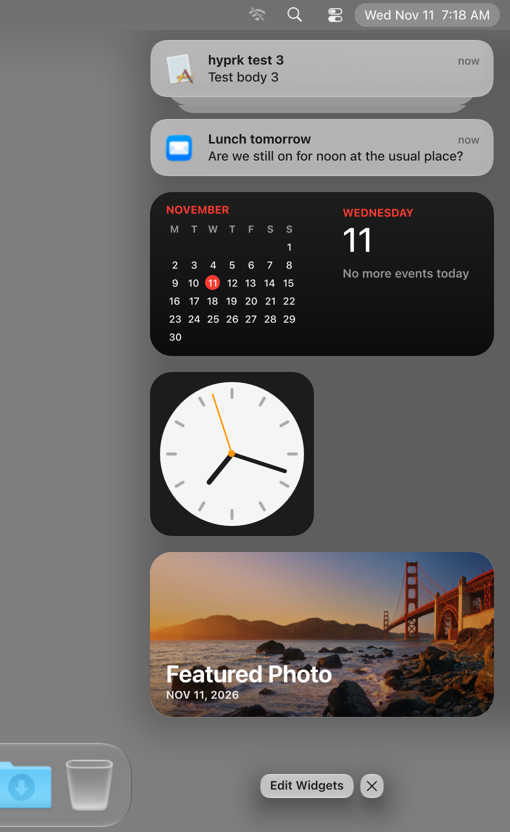 Wed Nov 11 7:18 AM
hyprk test 3 now
Test body 3
Lunch tomorrow now
Are we still on for noon at the usual place?
NOVEMBER
M T W T F S S
1
2 3 4 5 6 7 8
9 10 11 12 13 14 15
16 17 18 19 20 21 22
23 24 25 26 27 28 29
30
WEDNESDAY
11
No more events today
Featured Photo
NOV 11, 2026
Edit Widgets